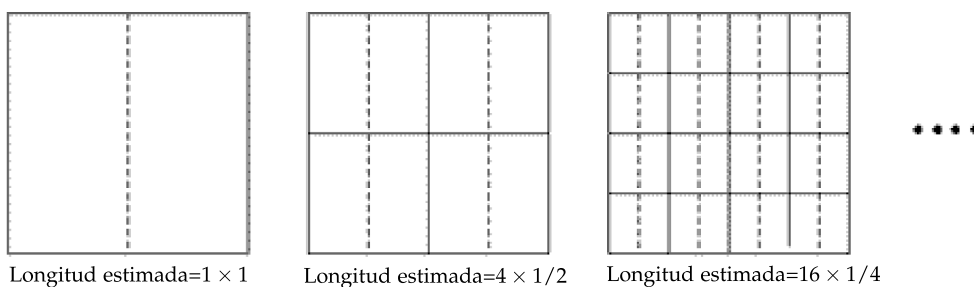 Longitud estimada=1 × 1
Longitud estimada=4 × 1/2
Longitud estimada=16 × 1/4